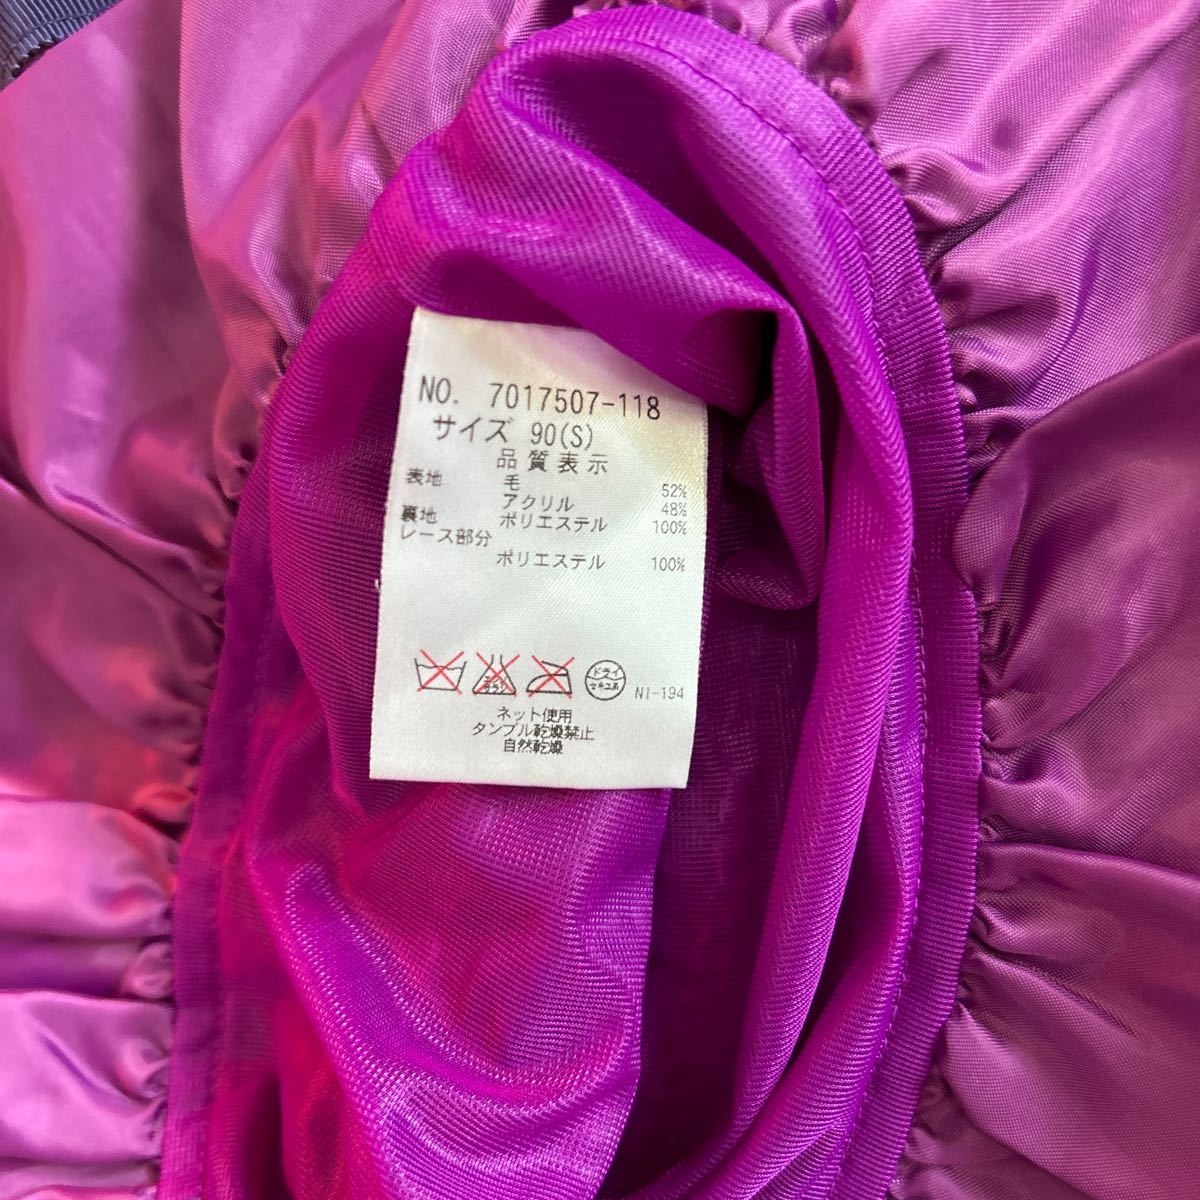 NO. 7017507-118
サイズ 90(S)
品質表示
表地 毛 52%
アクリル 48%
裏地 ポリエステル 100%
レース部分
ポリエステル 100%
ドライ
NI-194
ネット使用
タンブル乾燥禁止
自然乾燥